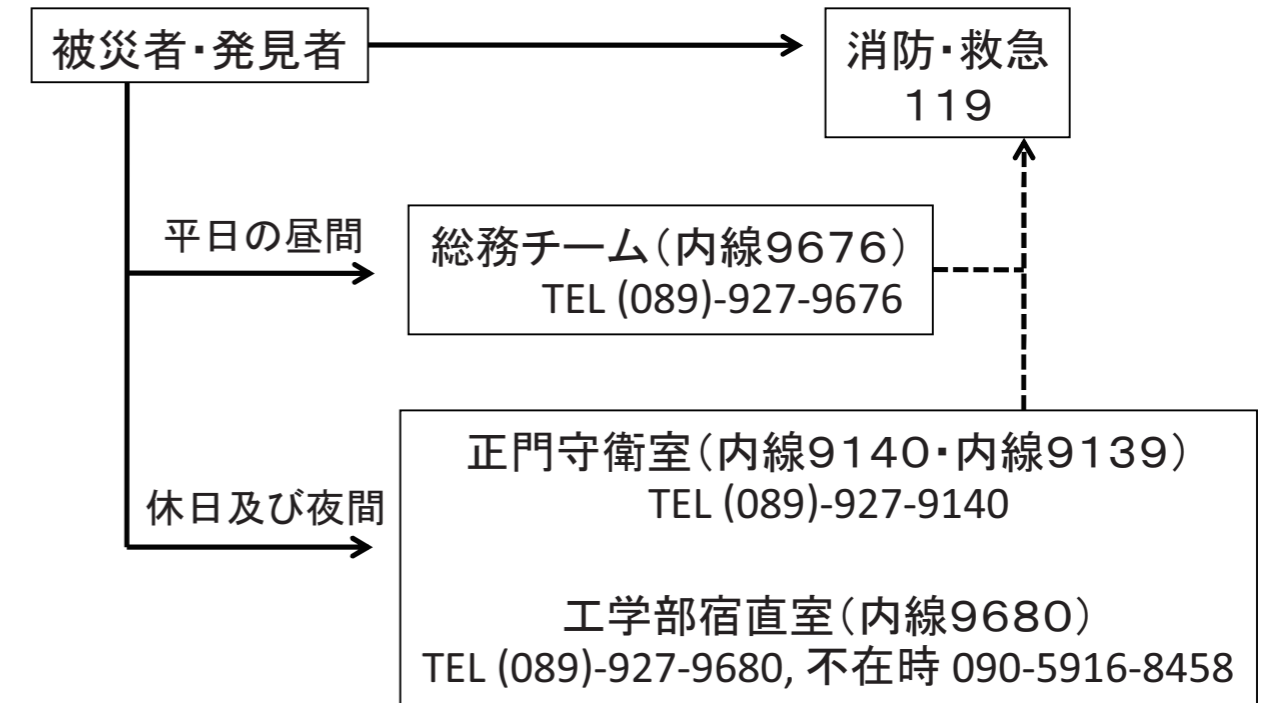 被災者・発見者
消防・救急
119
平日の昼間
総務チーム(内線9676)
TEL (089)-927-9676
休日及び夜間
正門守衛室(内線9140・内線9139)
TEL (089)-927-9140
工学部宿直室(内線9680)
TEL (089)-927-9680, 不在時 090-5916-8458